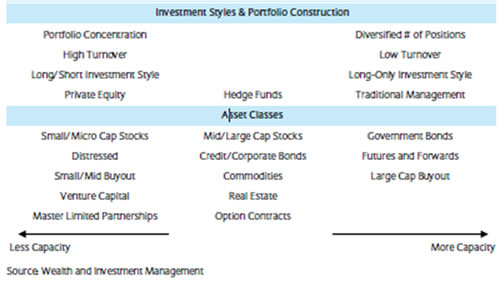 Investment Styles & Portfolio Construction
Portfolio Concentration Diversified # of Positions
High Turnover Low Turnover
Long/Short Investment Style Long-Only Investment Style
Private Equity Hedge Funds Traditional Management
Asset Classes
Small/Micro Cap Stocks Mid/Large Cap Stocks Government Bonds
Distressed Credit/Corporate Bonds Futures and Forwards
Small/Mid Buyout Commodities Large Cap Buyout
Venture Capital Real Estate
Master Limited Partnerships Option Contracts
Less Capacity More Capacity
Source: Wealth and Investment Management